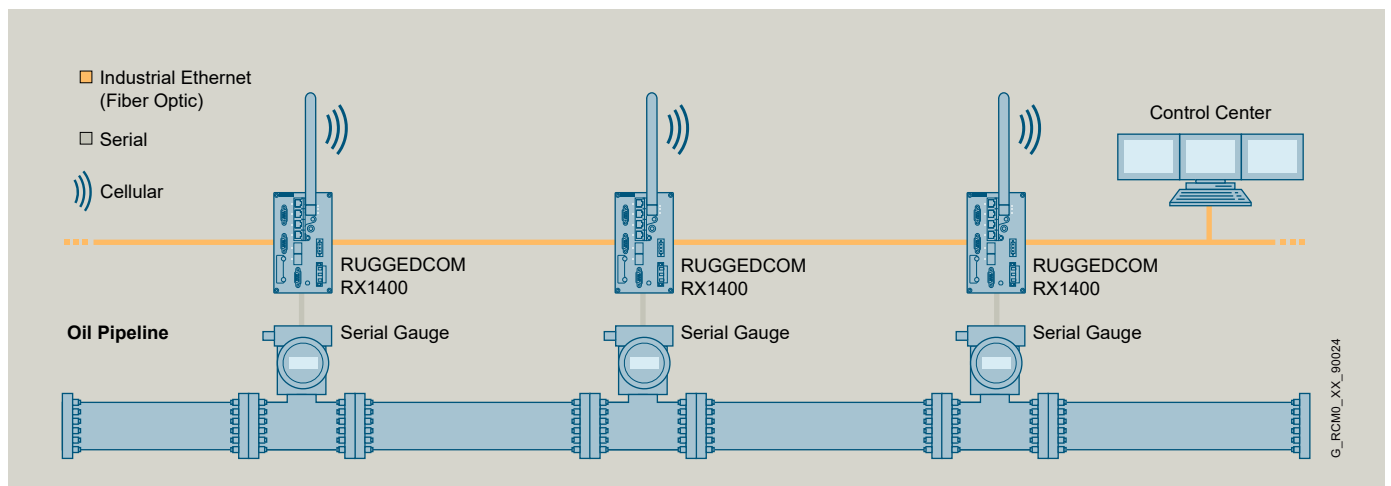 Industrial Ethernet
(Fiber Optic)
Serial
Cellular
Control Center
RUGGEDCOM
RX1400
RUGGEDCOM
RX1400
RUGGEDCOM
RX1400
Oil Pipeline
Serial Gauge
Serial Gauge
Serial Gauge
G_RCM0_XX_90024